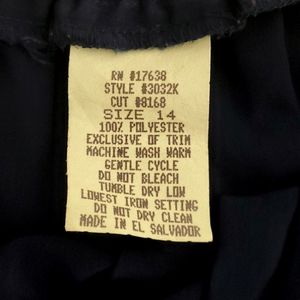 RN #17638
STYLE #3032K
CUT #8168
SIZE 14
100% POLYESTER
EXCLUSIVE OF TRIM
MACHINE WASH WARM
GENTLE CYCLE
DO NOT BLEACH
TUMBLE DRY LOW
LOWEST IRON SETTING
DO NOT DRY CLEAN
MADE IN EL SALVADOR